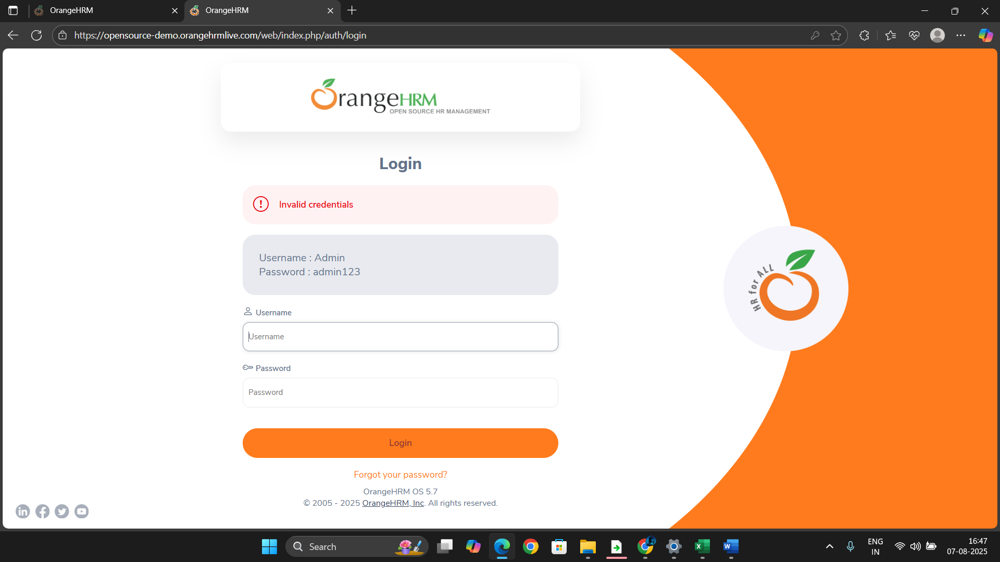 OrangeHRM
OrangeHRM
https://opensource-demo.orangehrmlive.com/web/index.php/auth/login
OrangeHRM
OPEN SOURCE HR MANAGEMENT
Login
Invalid credentials
Username : Admin
Password : admin123
Username
Username
Password
Password
Login
Forgot your password?
OrangeHRM OS 5.7
© 2005 - 2025 OrangeHRM, Inc. All rights reserved.
HR for ALL
Search
ENG
IN
16:47
07-08-2025